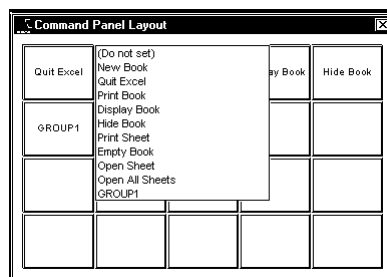 Command Panel Layout
Quit Excel
(Do not set)
New Book
Quit Excel
Print Book
Display Book
Hide Book
Print Sheet
Empty Book
Open Sheet
Open All Sheets
GROUP1
ay Book
Hide Book
GROUP1